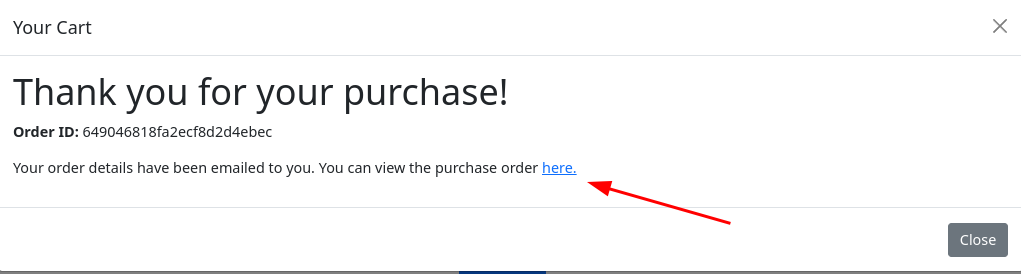 Your Cart
Thank you for your purchase!
Order ID: 649046818fa2ecf8d2d4ebec
Your order details have been emailed to you. You can view the purchase order here.
Close